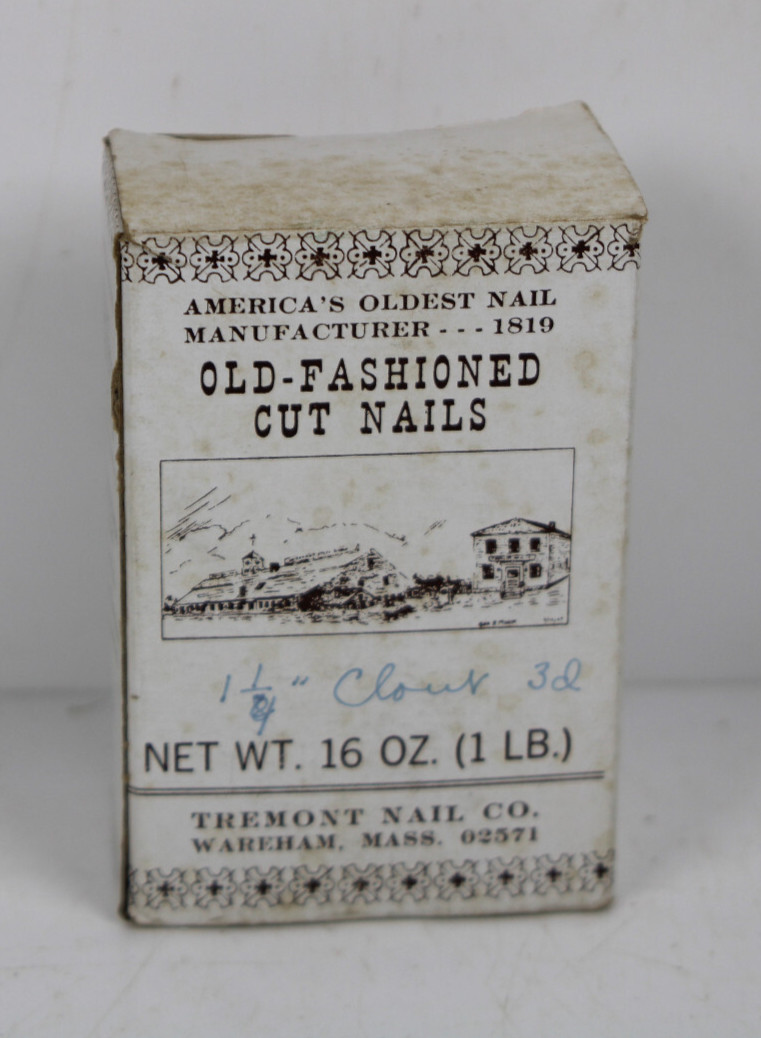 AMERICA'S OLDEST NAIL
MANUFACTURER - - - 1819
OLD-FASHIONED
CUT NAILS
1 1/4" Clout 3d
NET WT. 16 OZ. (1 LB.)
TREMONT NAIL CO.
WAREHAM, MASS. 02571